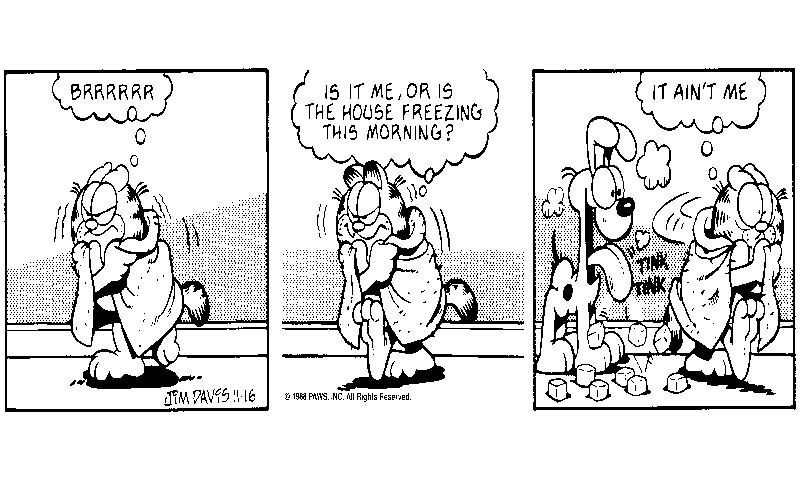 BRRRRRR
JIM DAVIS 11-16
IS IT ME, OR IS
THE HOUSE FREEZING
THIS MORNING?
© 1988 PAWS, INC. All Rights Reserved.
IT AIN'T ME
TINK
TINK